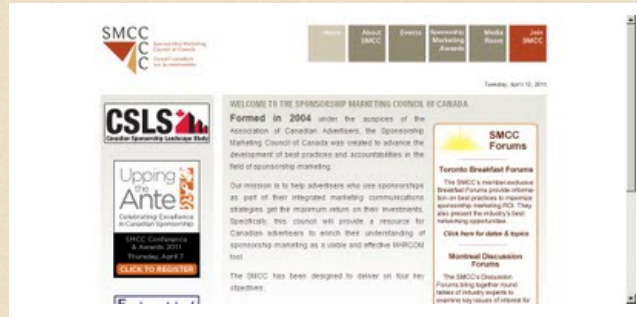 SMCC
C
C
Sponsorship Marketing
Council of Canada
Conseil canadien
sur la commandite
Home
About
SMCC
Events
Sponsorship
Marketing
Awards
Media
Room
Join
SMCC
Tuesday, April 12, 2011
CSLS
Canadian Sponsorship Landscape Study
Upping
the
Ante
Celebrating Excellence
in Canadian Sponsorship
SMCC Conference
& Awards 2011
Thursday, April 7
CLICK TO REGISTER
WELCOME TO THE SPONSORSHIP MARKETING COUNCIL OF CANADA
Formed in 2004 under the auspices of the
Association of Canadian Advertisers, the Sponsorship
Marketing Council of Canada was created to advance the
development of best practices and accountabilities in the
field of sponsorship marketing.
Our mission is to help advertisers who use sponsorships
as part of their integrated marketing communications
strategies get the maximum return on their investments.
Specifically, this council will provide a resource for
Canadian advertisers to enrich their understanding of
sponsorship marketing as a viable and effective MARCOM
tool.
The SMCC has been designed to deliver on four key
objectives:
SMCC
Forums
Toronto Breakfast Forums
The SMCC's member-exclusive
Breakfast Forums provide informa-
tion on best practices to maximize
sponsorship marketing ROI. They
also present the industry's best
networking opportunities.
Click here for dates & topics
Montreal Discussion
Forums
The SMCC's Discussion
Forums bring together round
tables of industry experts to
examine key issues of interest for